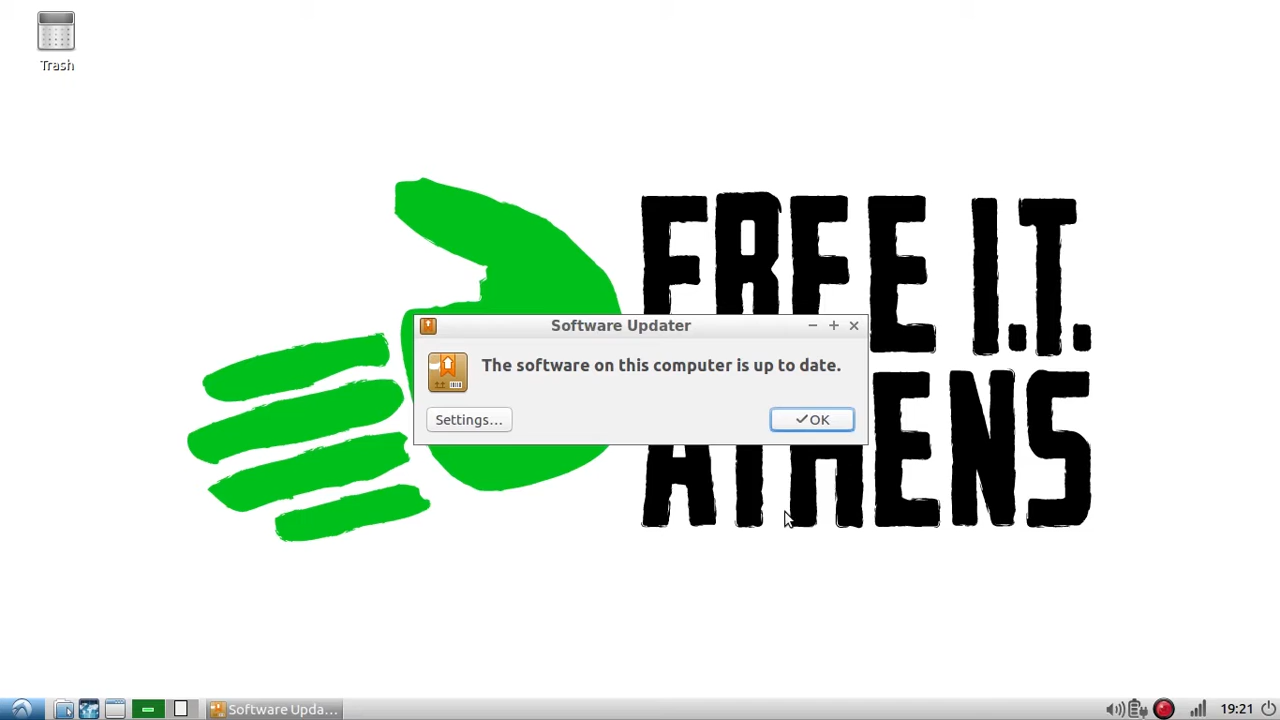 Trash
FREE I.T.
ATHENS
Software Updater
The software on this computer is up to date.
Settings...
OK
Software Upda...
19:21